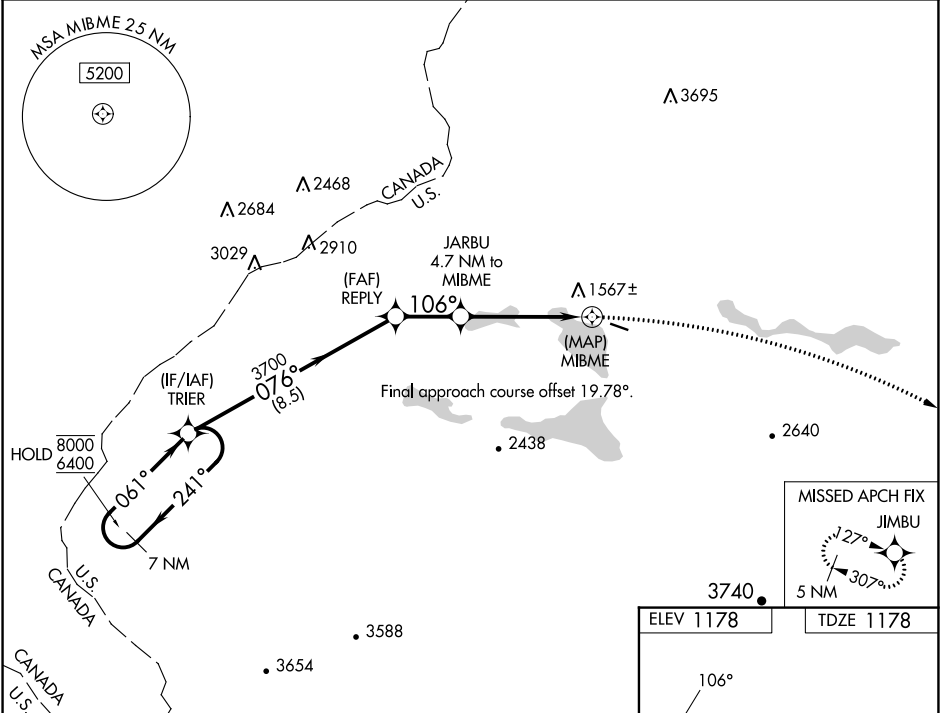 MSA MIBME 25 NM
5200
3695
CANADA
U.S.
2468
2684
3029
2910
JARBU
4.7 NM to
MIBME
(FAF)
REPLY
106°
1567±
(MAP)
MIBME
3700
076°
(8.5)
(IF/IAF)
TRIER
Final approach course offset 19.78°.
HOLD 8000
6400
061°
241°
7 NM
2438
2640
U.S.
CANADA
MISSED APCH FIX
JIMBU
127°
307°
5 NM
3740
ELEV 1178
TDZE 1178
3588
3654
CANADA
U.S.
106°